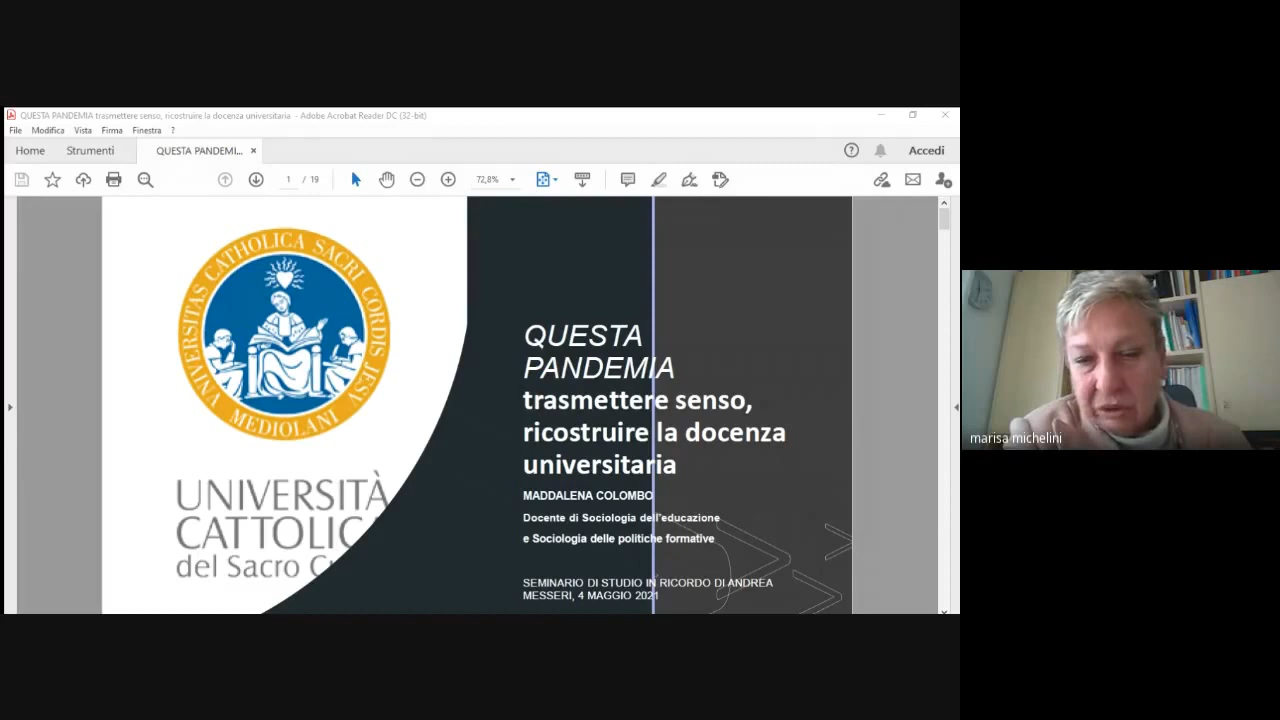 QUESTA PANDEMIA trasmettere senso, ricostruire la docenza universitaria - Adobe Acrobat Reader DC (32-bit)
File Modifica Vista Firma Finestra ?
Home Strumenti QUESTA PANDEMI... × Accedi
1 / 19 72,8%
UNIVERSITAS CATHOLICA SACRI CORDIS JESV
MEDIOLANI
UNIVERSITÀ
CATTOLIC
del Sacro C
QUESTA
PANDEMIA
trasmettere senso,
ricostruire la docenza
universitaria
MADDALENA COLOMBO
Docente di Sociologia dell'educazione
e Sociologia delle politiche formative
SEMINARIO DI STUDIO IN RICORDO DI ANDREA
MESSERI, 4 MAGGIO 2021
marisa michelini